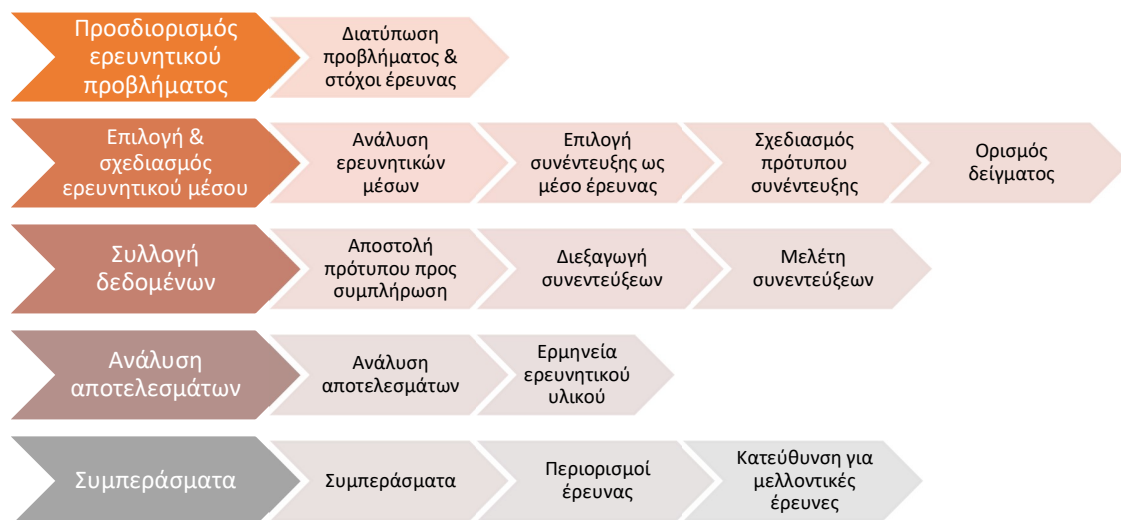 Προσδιορισμός
ερευνητικού
προβλήματος
Διατύπωση
προβλήματος &
στόχοι έρευνας
Επιλογή &
σχεδιασμός
ερευνητικού μέσου
Ανάλυση
ερευνητικών
μέσων
Επιλογή
συνέντευξης ως
μέσο έρευνας
Σχεδιασμός
πρότυπου
συνέντευξης
Ορισμός
δείγματος
Συλλογή
δεδομένων
Αποστολή
πρότυπου προς
συμπλήρωση
Διεξαγωγή
συνεντεύξεων
Μελέτη
συνεντεύξεων
Ανάλυση
αποτελεσμάτων
Ανάλυση
αποτελεσμάτων
Ερμηνεία
ερευνητικού
υλικού
Συμπεράσματα
Συμπεράσματα
Περιορισμοί
έρευνας
Κατεύθυνση για
μελλοντικές
έρευνες